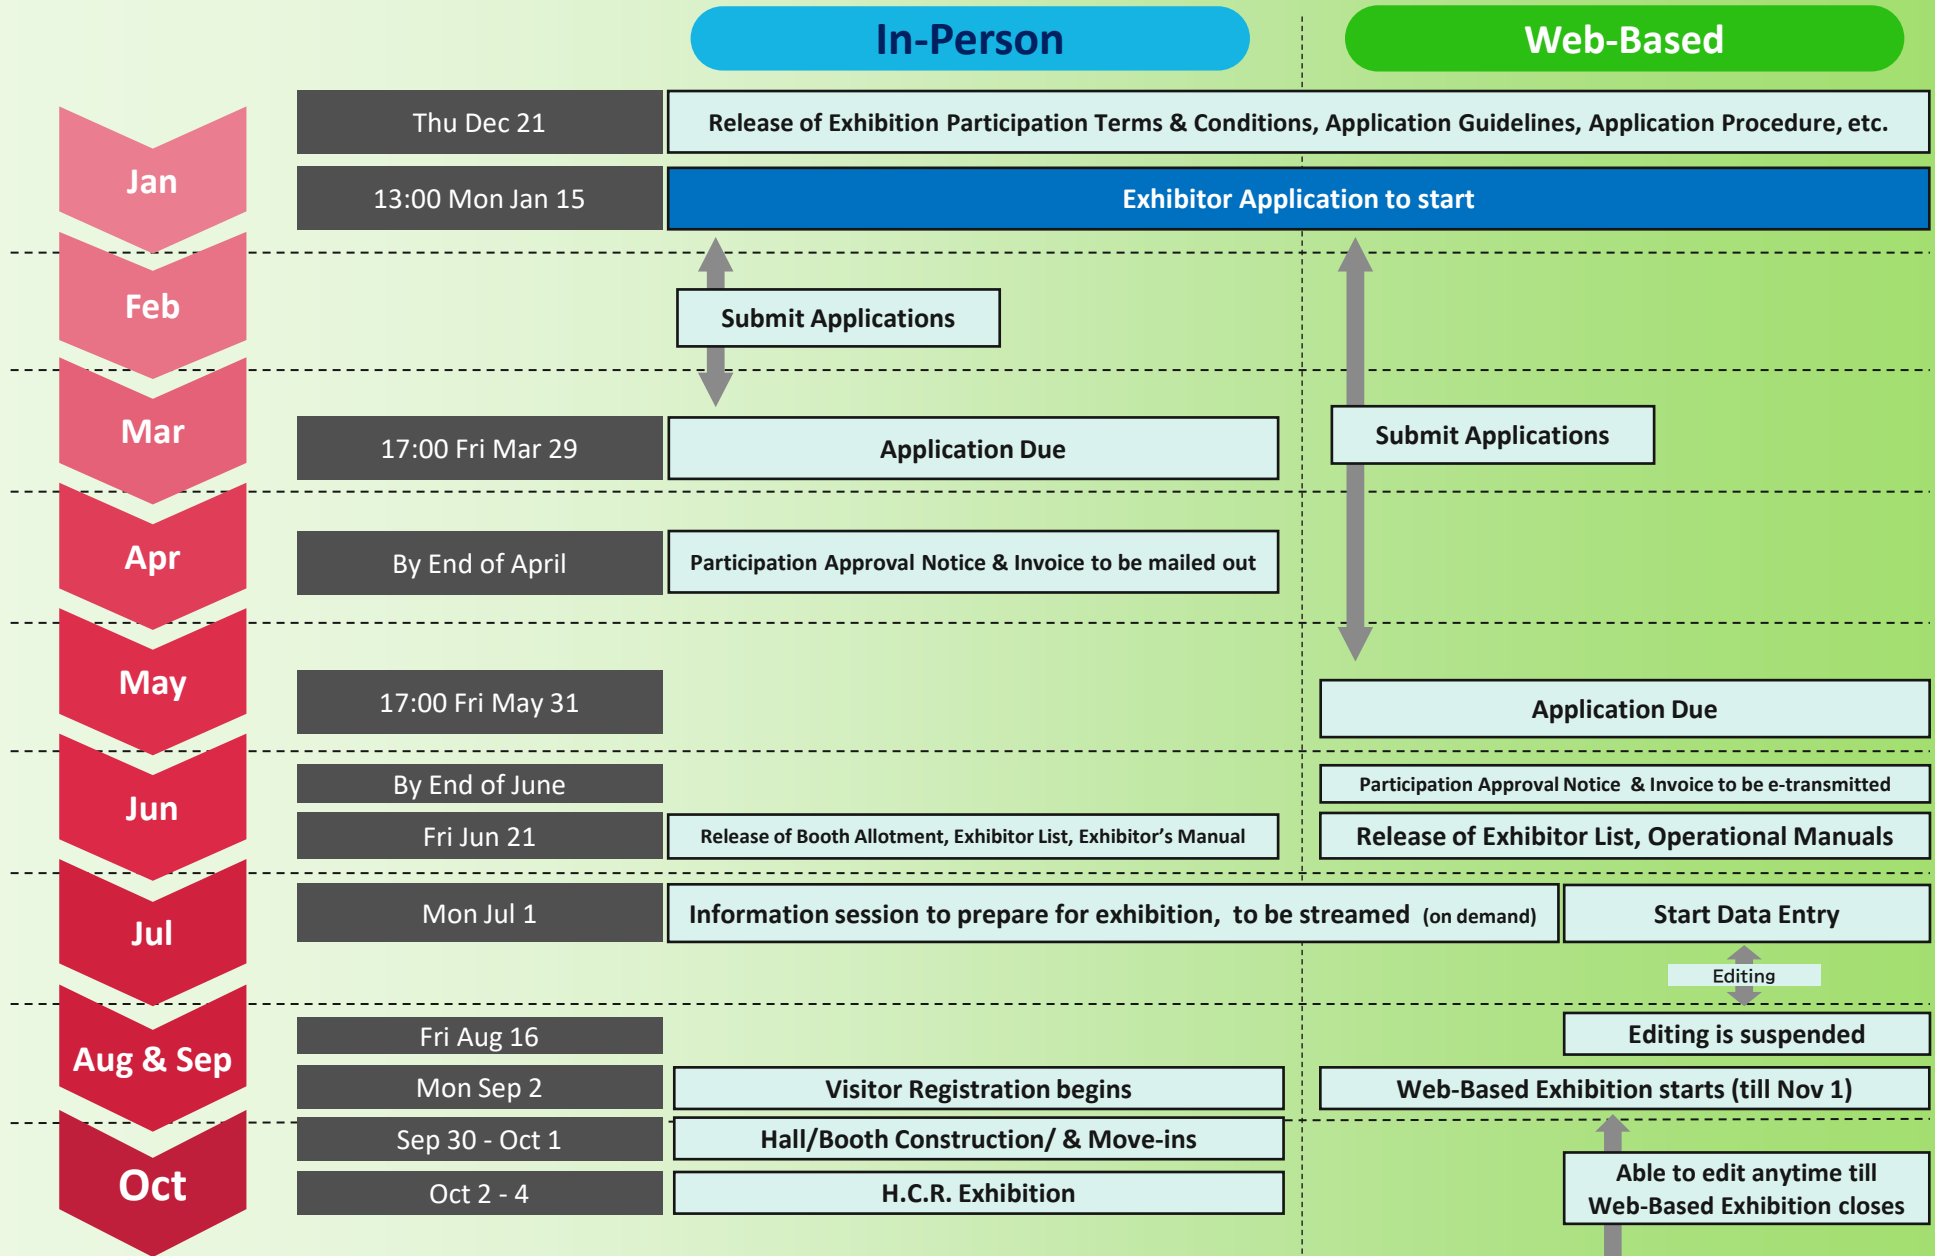 In-Person
Web-Based
Jan
Thu Dec 21
Release of Exhibition Participation Terms & Conditions, Application Guidelines, Application Procedure, etc.
13:00 Mon Jan 15
Exhibitor Application to start
Feb
Submit Applications
Mar
17:00 Fri Mar 29
Application Due
Submit Applications
Apr
By End of April
Participation Approval Notice & Invoice to be mailed out
May
17:00 Fri May 31
Application Due
Jun
By End of June
Participation Approval Notice & Invoice to be e-transmitted
Fri Jun 21
Release of Booth Allotment, Exhibitor List, Exhibitor’s Manual
Release of Exhibitor List, Operational Manuals
Jul
Mon Jul 1
Information session to prepare for exhibition, to be streamed (on demand)
Start Data Entry
Editing
Aug & Sep
Fri Aug 16
Editing is suspended
Mon Sep 2
Visitor Registration begins
Web-Based Exhibition starts (till Nov 1)
Oct
Sep 30 - Oct 1
Hall/Booth Construction/ & Move-ins
Oct 2 - 4
H.C.R. Exhibition
Able to edit anytime till
Web-Based Exhibition closes